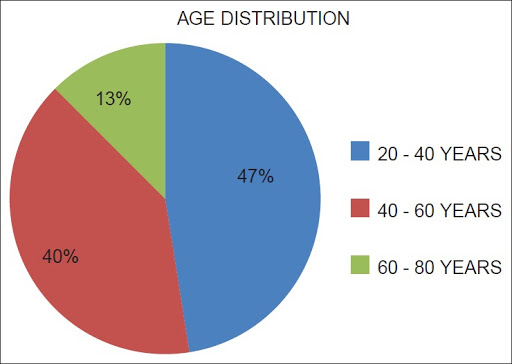 AGE DISTRIBUTION
13%
47%
40%
20 - 40 YEARS
40 - 60 YEARS
60 - 80 YEARS